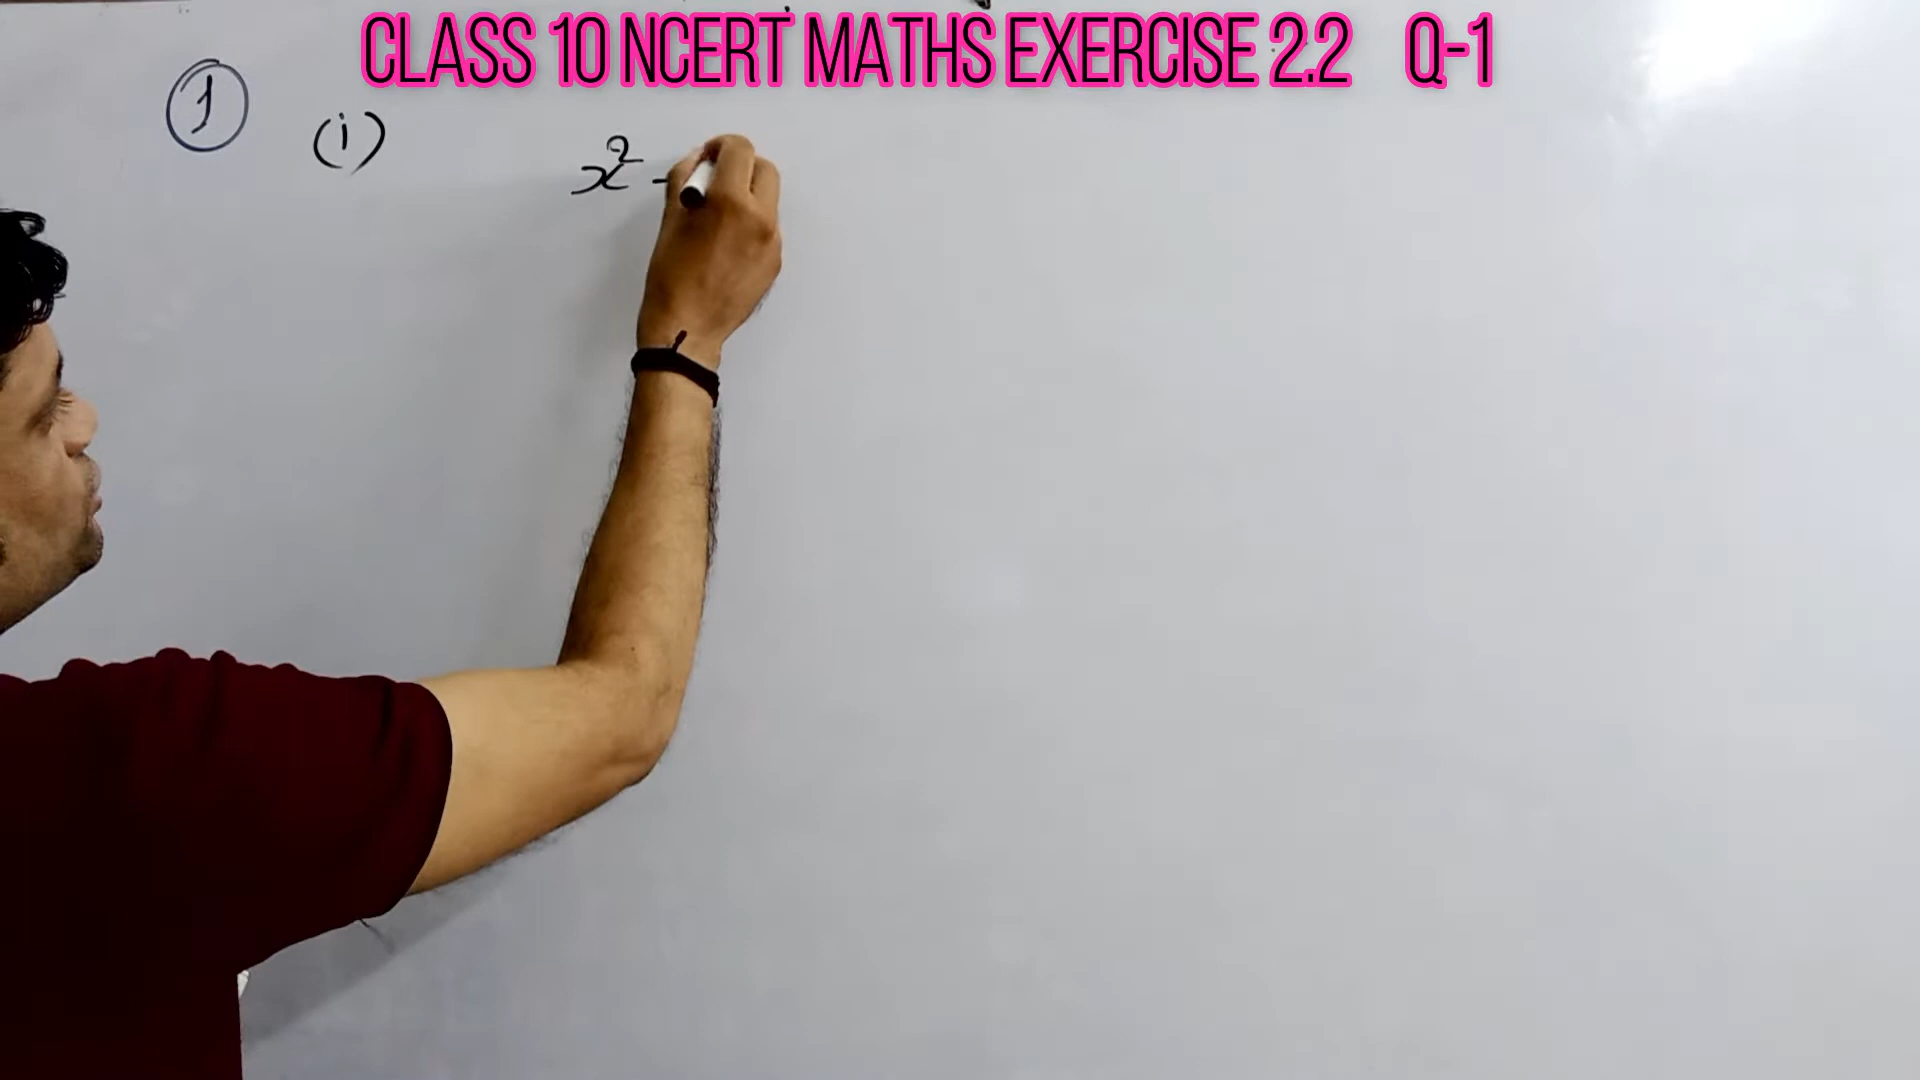 CLASS 10 NCERT MATHS EXERCISE 2.2 Q-1
1 (i) x² -